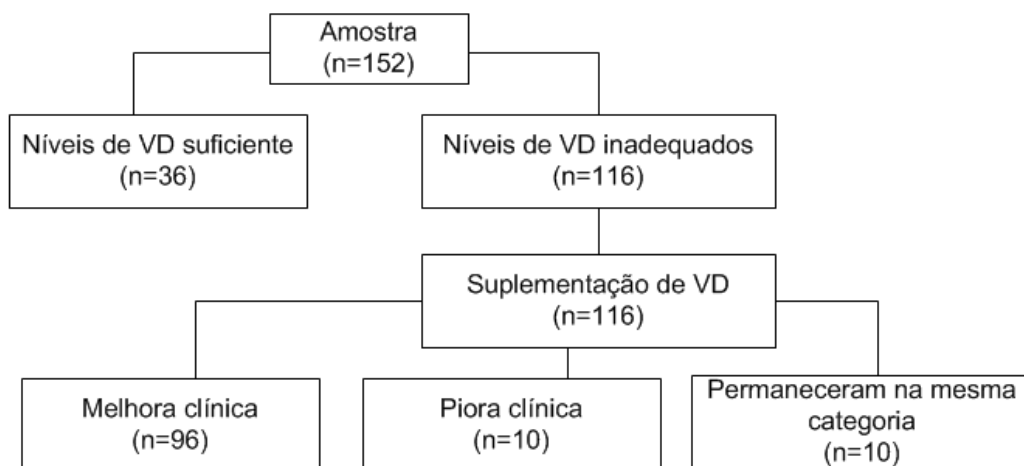 Amostra
(n=152)
Níveis de VD suficiente
(n=36)
Níveis de VD inadequados
(n=116)
Suplementação de VD
(n=116)
Melhora clínica
(n=96)
Piora clínica
(n=10)
Permaneceram na mesma
categoria
(n=10)